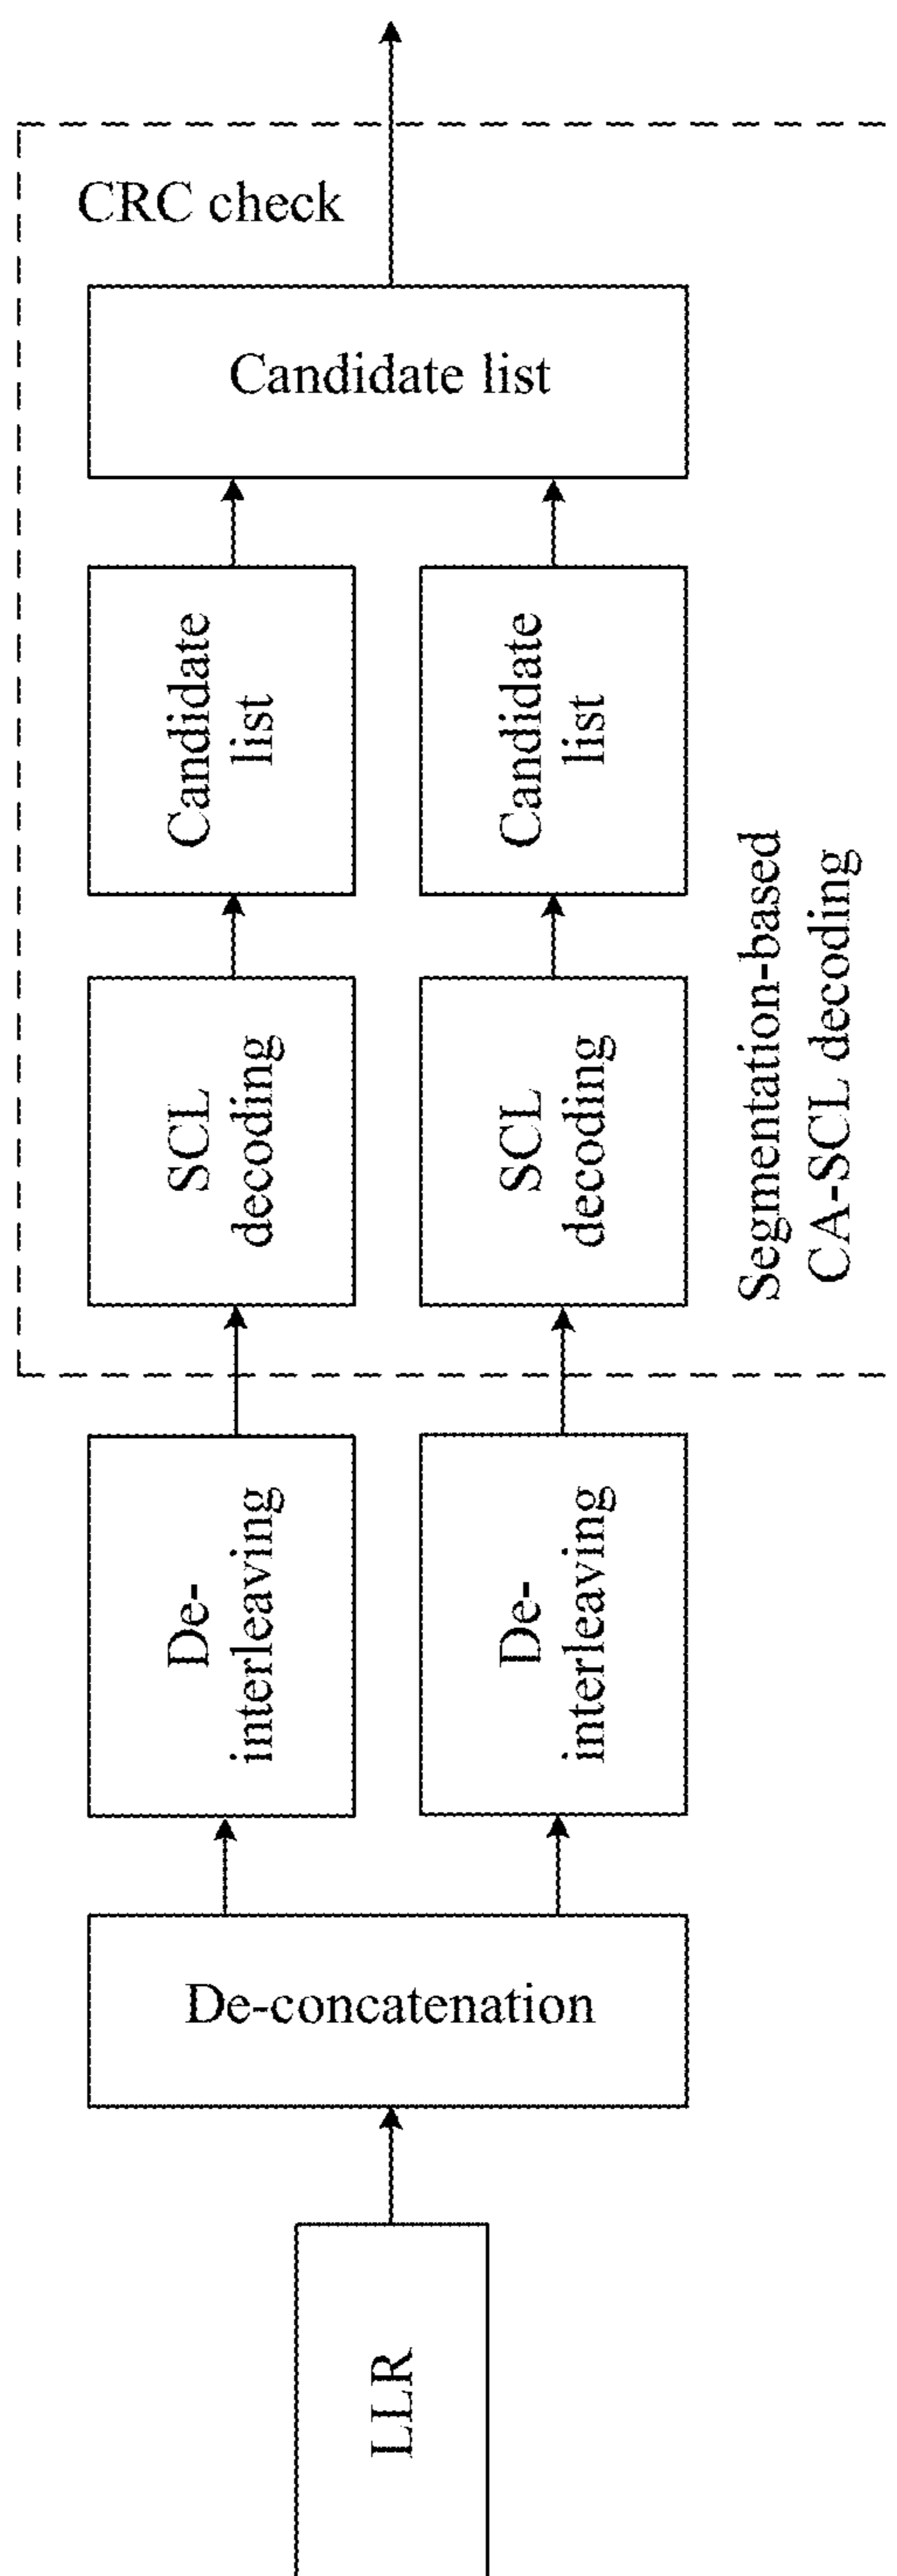 CRC check
Candidate list
Candidate
list
Candidate
list
SCL
decoding
SCL
decoding
Segmentation-based
CA-SCL decoding
De-
interleaving
De-
interleaving
De-concatenation
LLR